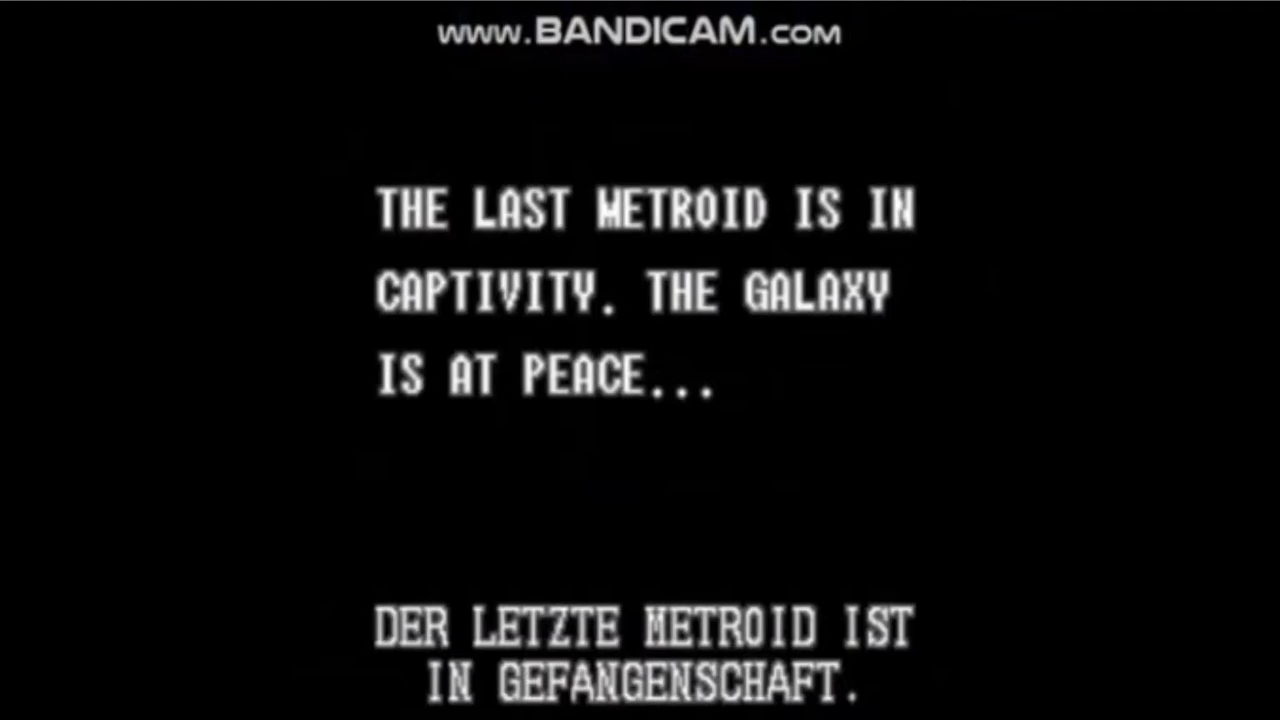 www.BANDICAM.com
THE LAST METROID IS IN
CAPTIVITY. THE GALAXY
IS AT PEACE...
DER LETZTE METROID IST
IN GEFANGENSCHAFT.